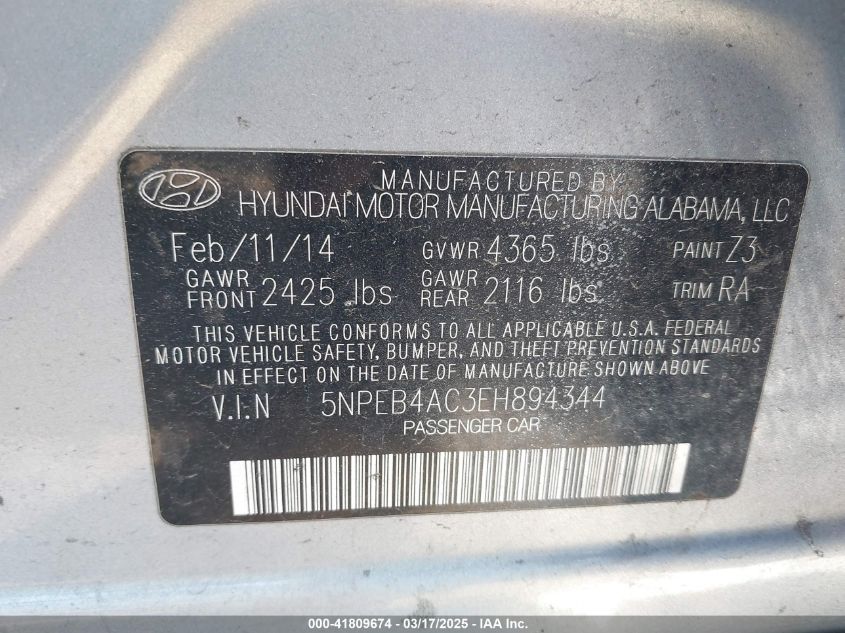 MANUFACTURED BY
HYUNDAI MOTOR MANUFACTURING ALABAMA, LLC
Feb/11/14 GVWR 4365 lbs PAINT Z3
GAWR FRONT 2425 lbs GAWR REAR 2116 lbs TRIM RA
THIS VEHICLE CONFORMS TO ALL APPLICABLE U.S.A. FEDERAL
MOTOR VEHICLE SAFETY, BUMPER, AND THEFT PREVENTION STANDARDS
IN EFFECT ON THE DATE OF MANUFACTURE SHOWN ABOVE
V.I.N 5NPEB4AC3EH894344
PASSENGER CAR
000-41809674 - 03/17/2025 - IAA Inc.